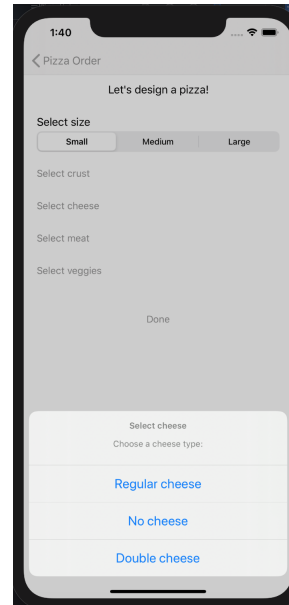 1:40
Pizza Order
Let's design a pizza!
Select size
Small Medium Large
Select crust
Select cheese
Select meat
Select veggies
Done
Select cheese
Choose a cheese type:
Regular cheese
No cheese
Double cheese